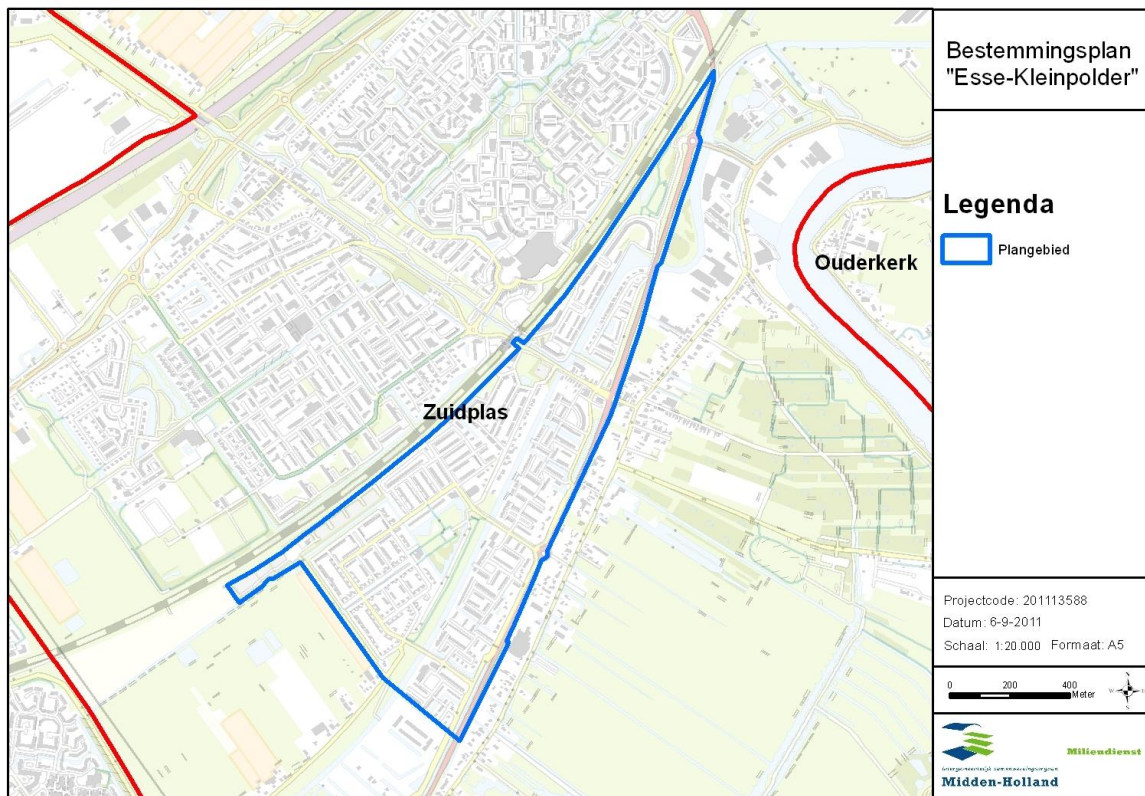 Bestemmingsplan
"Esse-Kleinpolder"
Legenda
Plangebied
Ouderkerk
Zuidplas
Projectcode: 201113588
Datum: 6-9-2011
Schaal: 1:20.000 Formaat: A5
0 200 400
Meter
N
W
Milieudienst
Midden-Holland